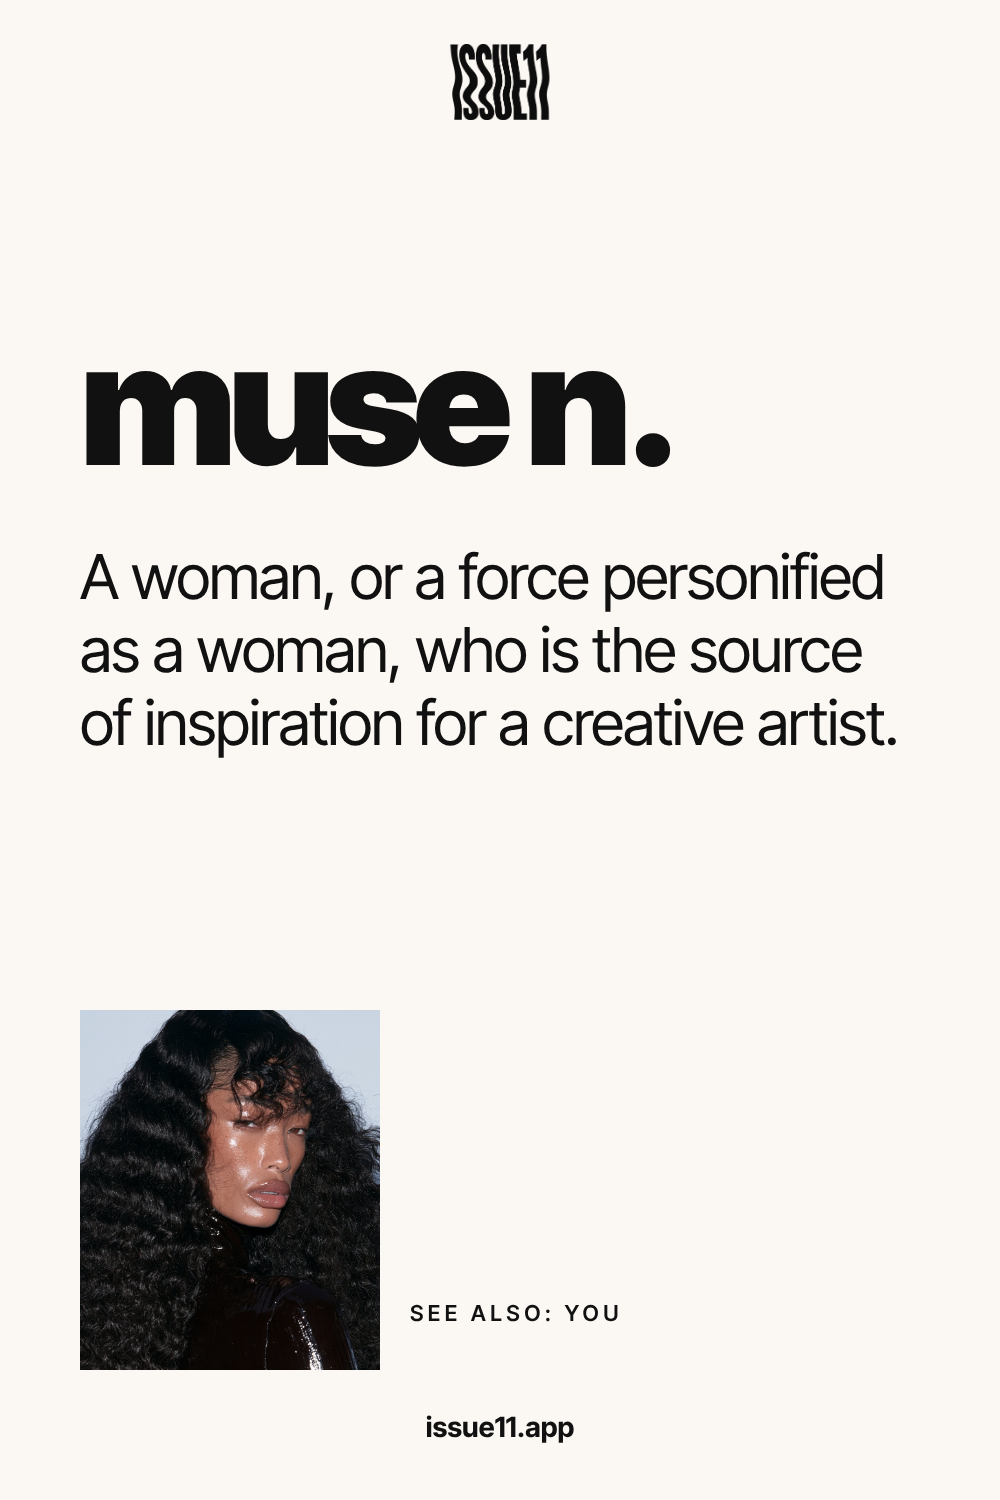 ISSUE11
muse n.
A woman, or a force personified
as a woman, who is the source
of inspiration for a creative artist.
SEE ALSO: YOU
issue11.app